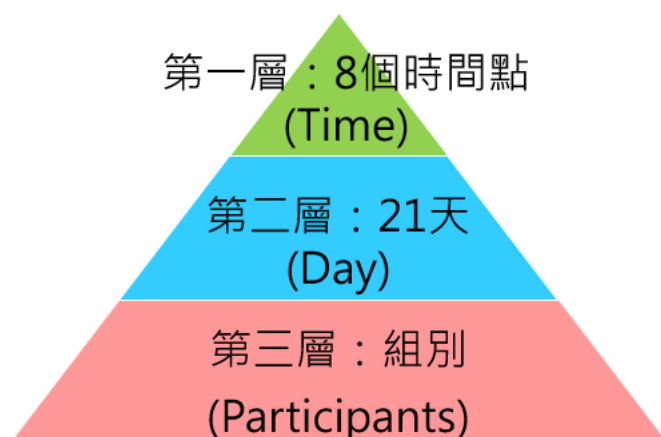 第一層：8個時間點
(Time)
第二層：21天
(Day)
第三層：組別
(Participants)